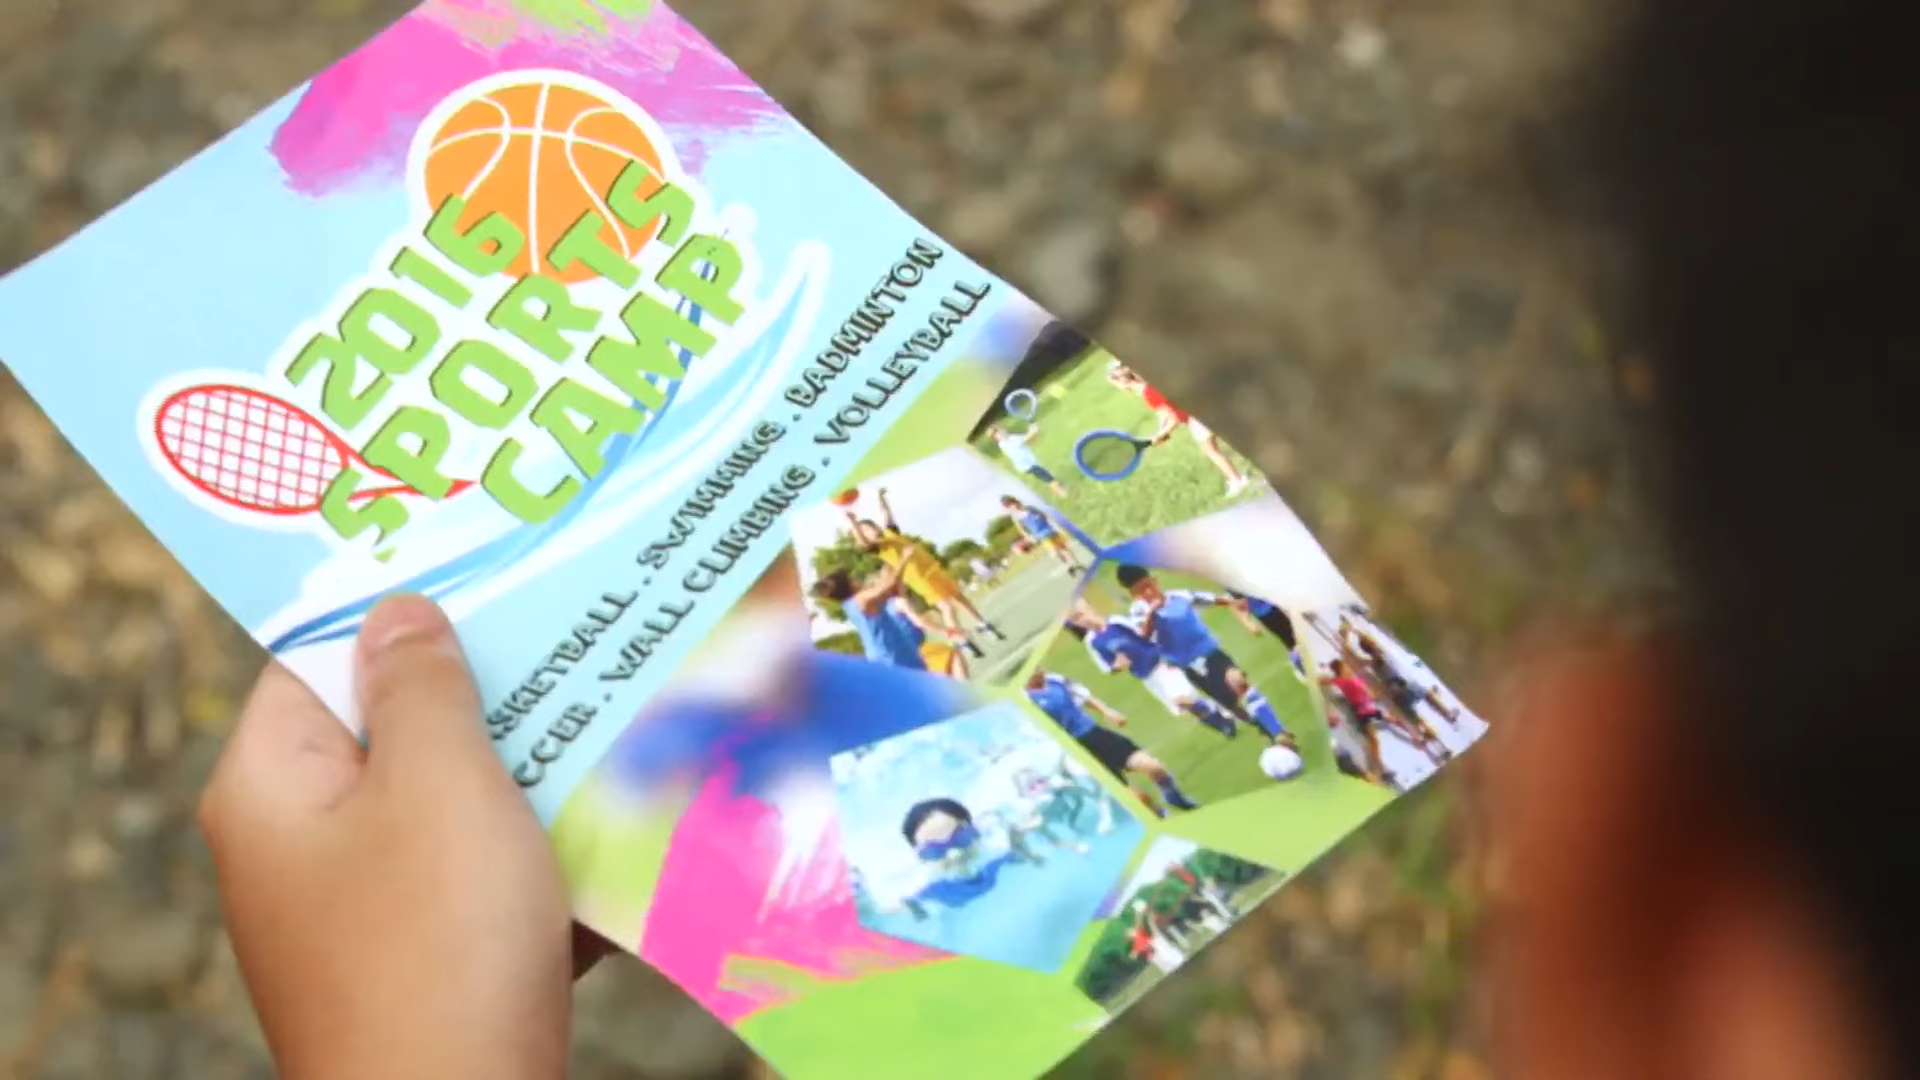 2016
SPORTS
CAMP
SKETBALL . SWIMMING . BADMINTON
CCER . WALL CLIMBING . VOLLEYBALL